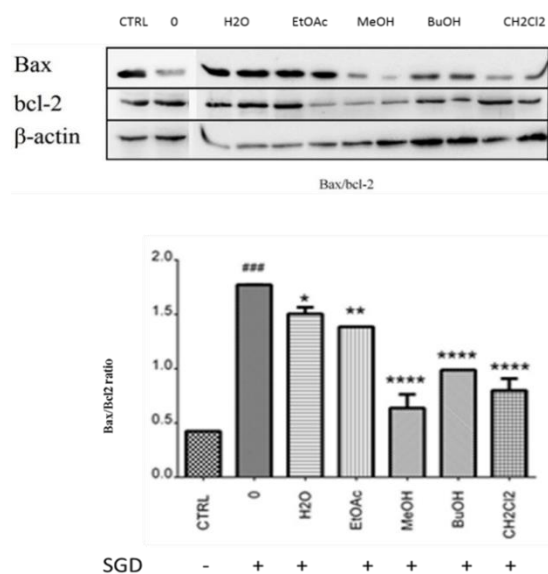 CTRL 0 H2O EtOAc MeOH BuOH CH2Cl2
Bax
bcl-2
β-actin
Bax/bcl-2
2.0
1.5
1.0
0.5
0.0
Bax/Bcl2 ratio
###
*
**
****
****
****
CTRL
0
H2O
EtOAc
MeOH
BuOH
CH2Cl2
SGD - + + + + + +